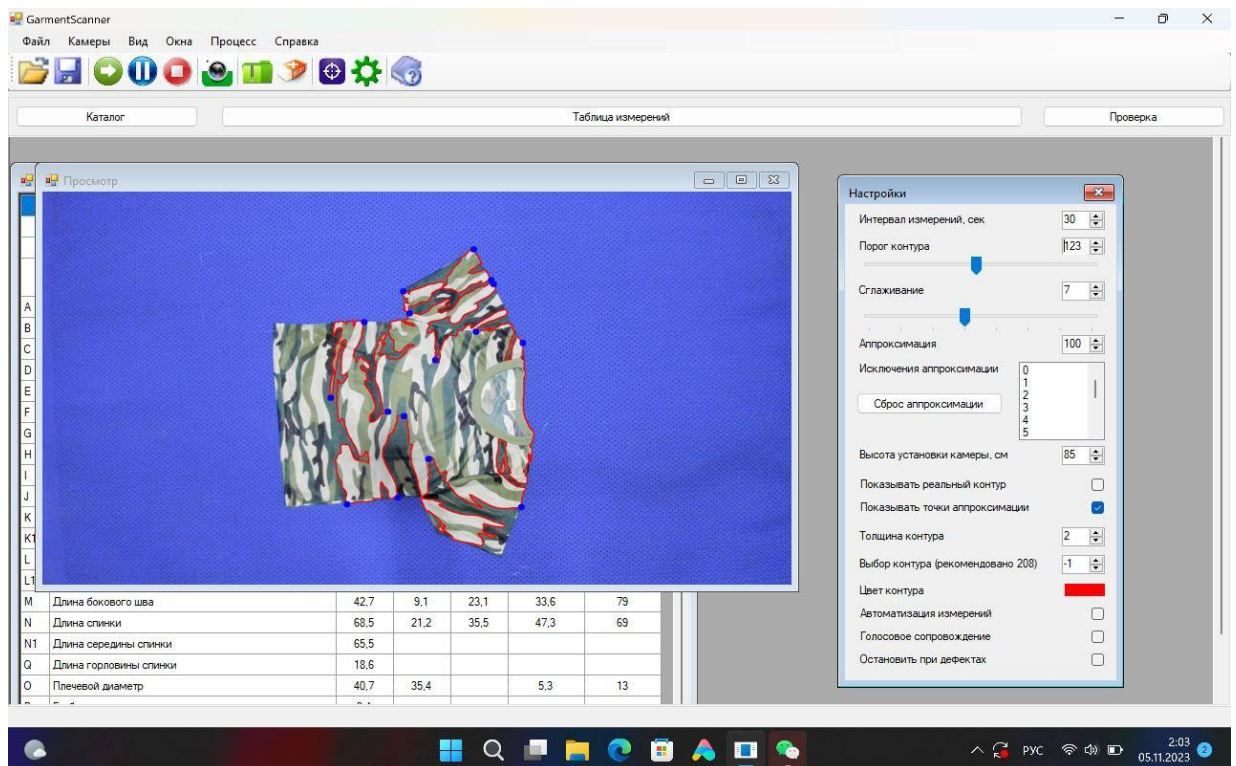 GarmentScanner
Файл Камеры Вид Окна Процесс Справка
Каталог Таблица измерений Проверка
Просмотр
Настройки
Интервал измерений, сек 30
Порог контура 123
Сглаживание 7
Аппроксимация 100
Исключения аппроксимации 0
1
2
Сброс аппроксимации 3
4
5
Высота установки камеры, см 85
Показывать реальный контур
Показывать точки аппроксимации
Толщина контура 2
Выбор контура (рекомендовано 208) -1
Цвет контура
Автоматизация измерений
Голосовое сопровождение
Остановить при дефектах
A
B
C
D
E
F
G
H
I
J
K
K1
L
L1
M Длина бокового шва 42,7 9,1 23,1 33,6 79
N Длина спинки 68,5 21,2 35,5 47,3 69
N1 Длина середины спинки 65,5
Q Длина горловины спинки 18,6
O Плечевой диаметр 40,7 35,4 5,3 13
РУС 2:03
05.11.2023 2